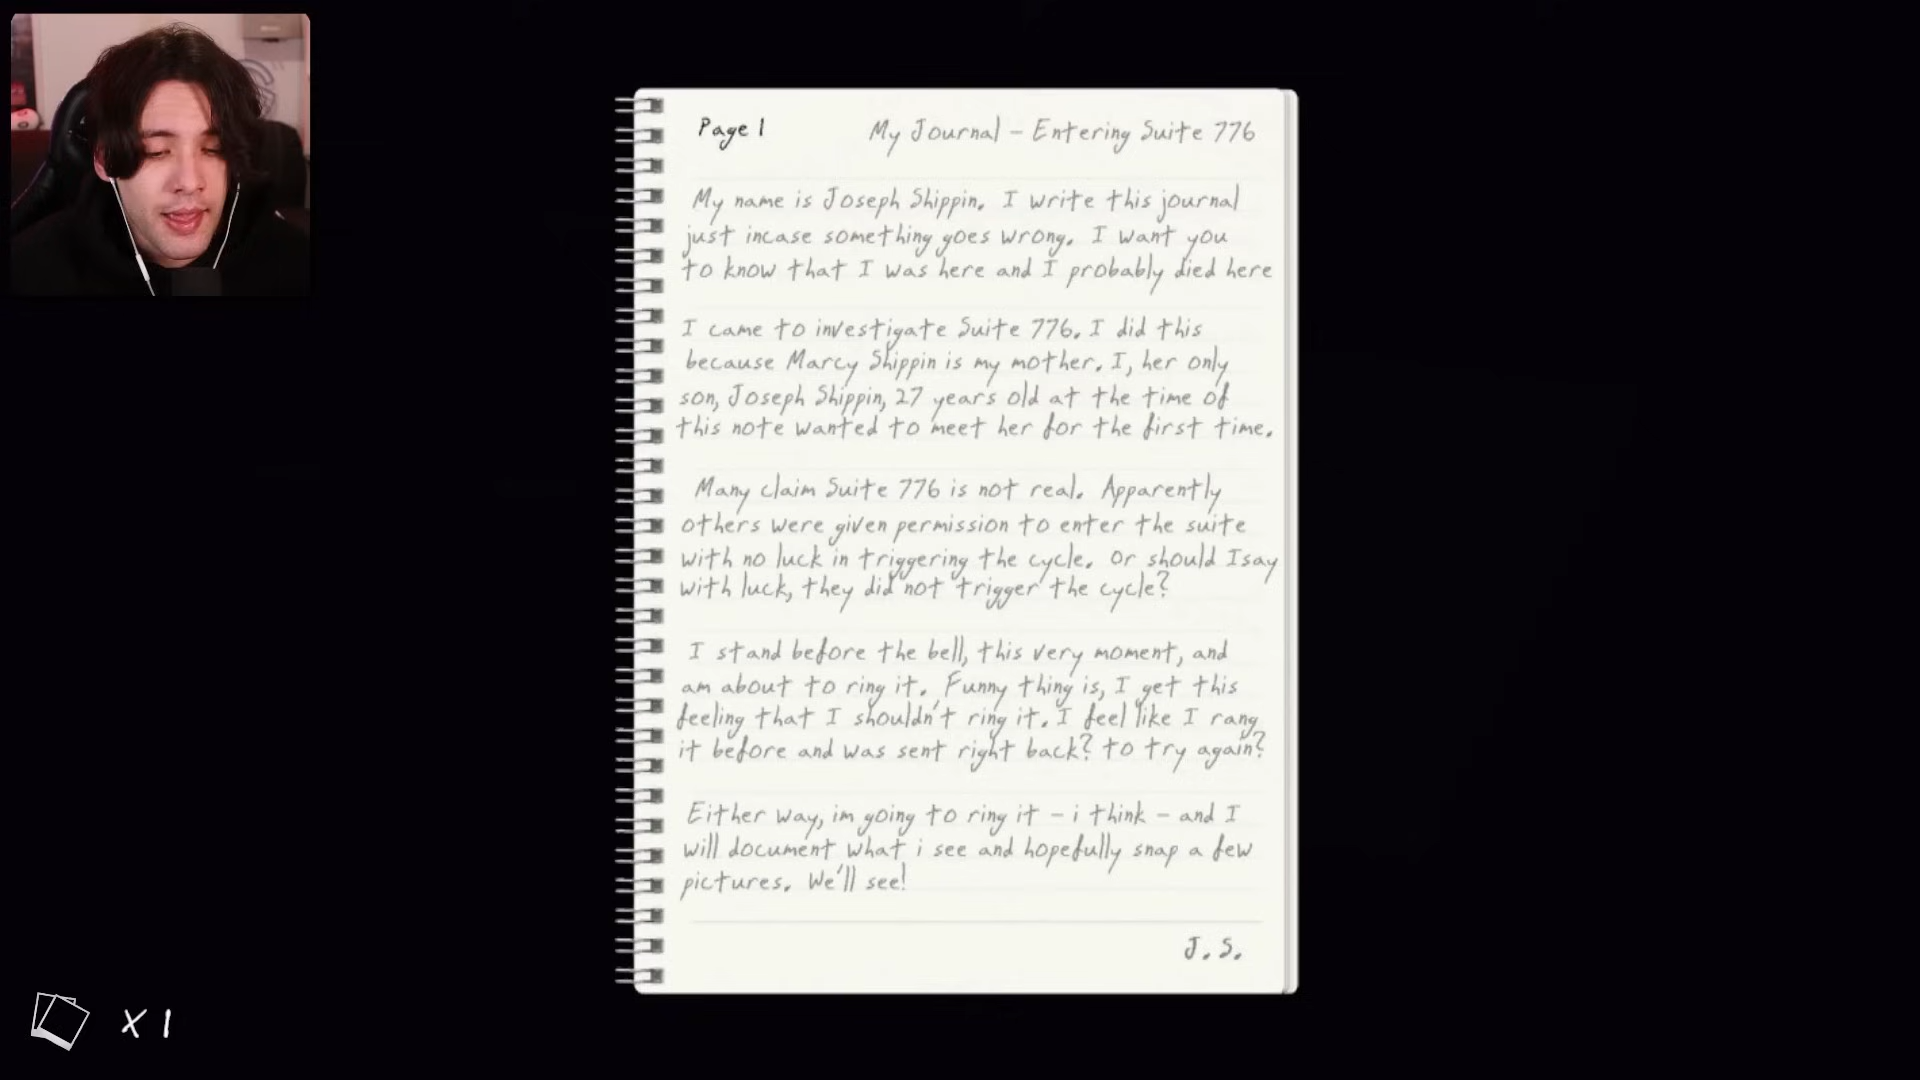 Page 1
My Journal - Entering Suite 776
My name is Joseph Shippin. I write this journal
just incase something goes wrong. I want you
to know that I was here and I probably died here
I came to investigate Suite 776. I did this
because Marcy Shippin is my mother. I, her only
son, Joseph Shippin, 27 years old at the time of
this note wanted to meet her for the first time.
Many claim Suite 776 is not real. Apparently
others were given permission to enter the suite
with no luck in triggering the cycle. Or should I say
with luck, they did not trigger the cycle?
I stand before the bell, this very moment, and
am about to ring it. Funny thing is, I get this
feeling that I shouldn't ring it. I feel like I rang
it before and was sent right back? to try again?
Either way, im going to ring it - i think - and I
will document what i see and hopefully snap a few
pictures. We'll see!
J. S.
X 1